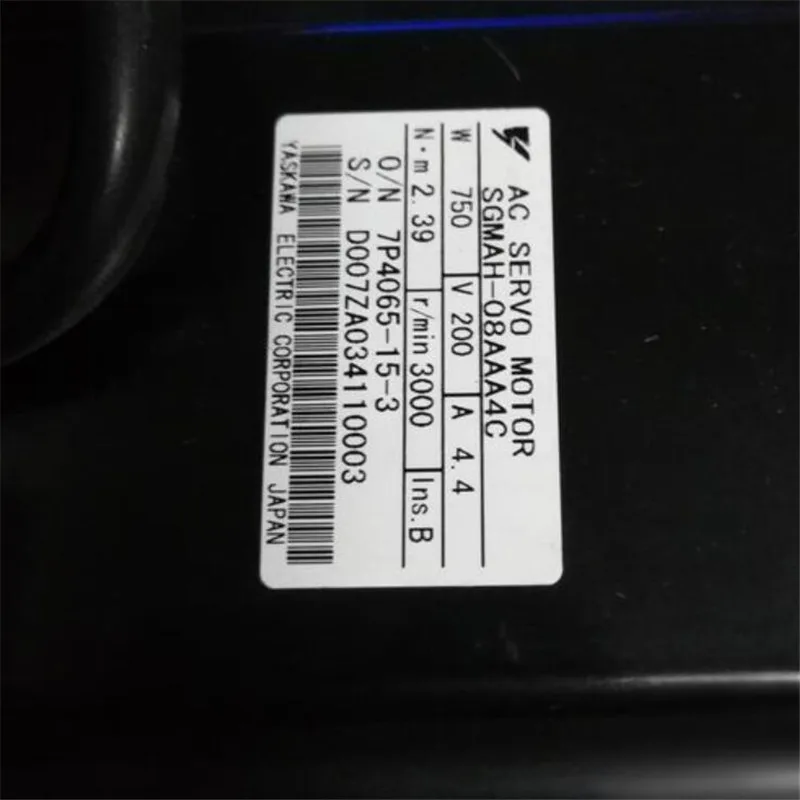 AC SERVO MOTOR
SGMAH-08AAA4C
W 750 V 200 A 4.4
N·m 2.39 r/min 3000 Ins. B
O/N 7P4065-15-3
S/N D007ZA034110003
YASKAWA ELECTRIC CORPORATION JAPAN